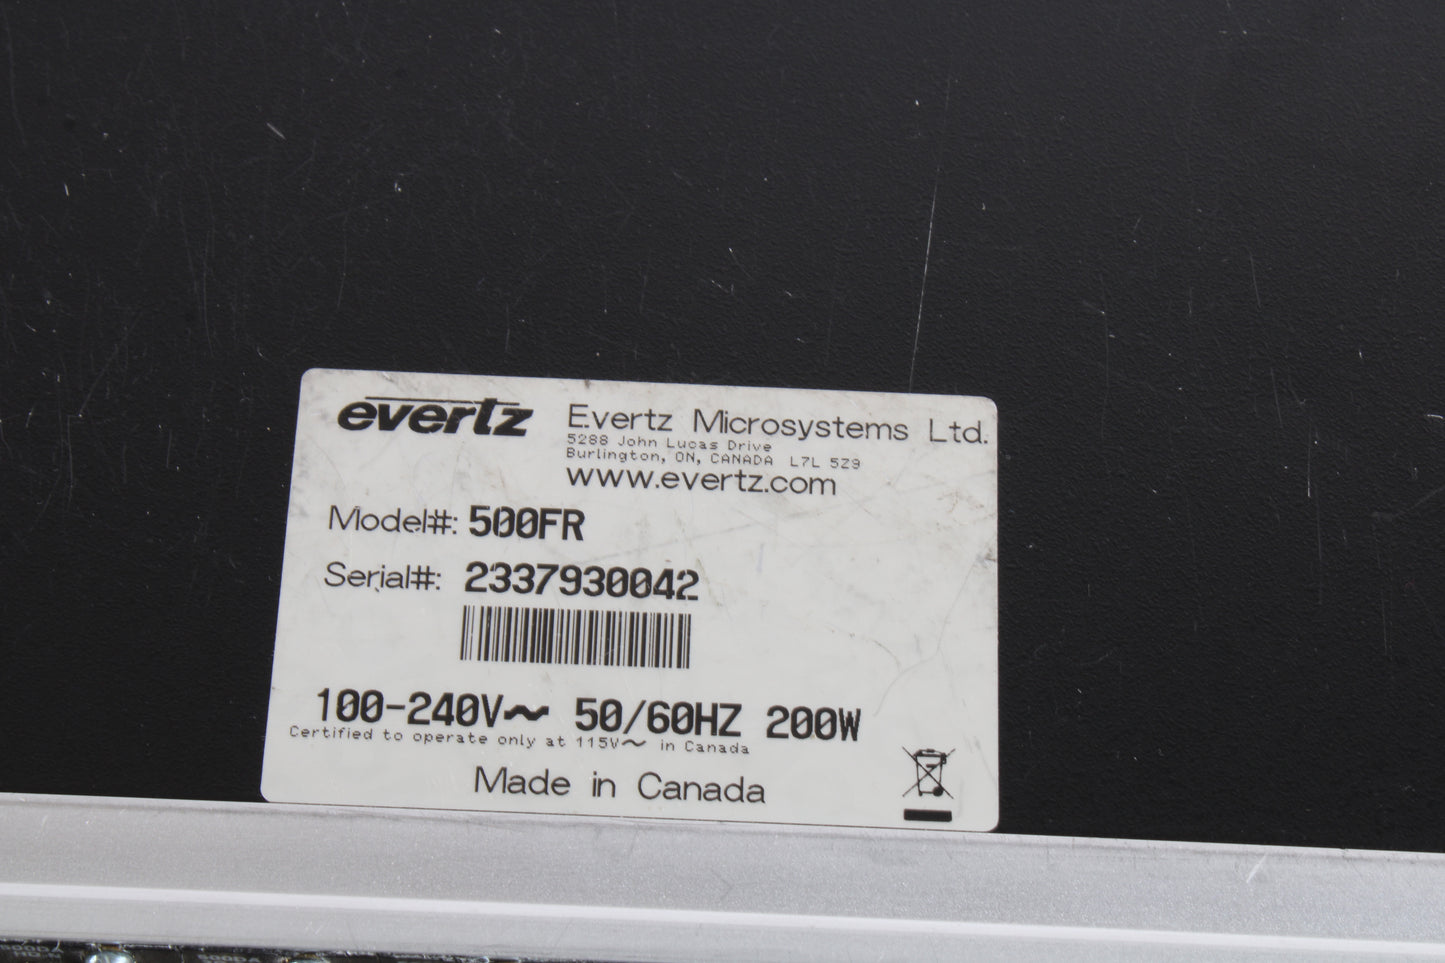 evertz
Evertz Microsystems Ltd.
5288 John Lucas Drive
Burlington, ON, CANADA L7L 5Z9
www.evertz.com
Model#: 500FR
Serial#: 2337930042
100-240V~ 50/60HZ 200W
Certified to operate only at 115V~ in Canada
Made in Canada